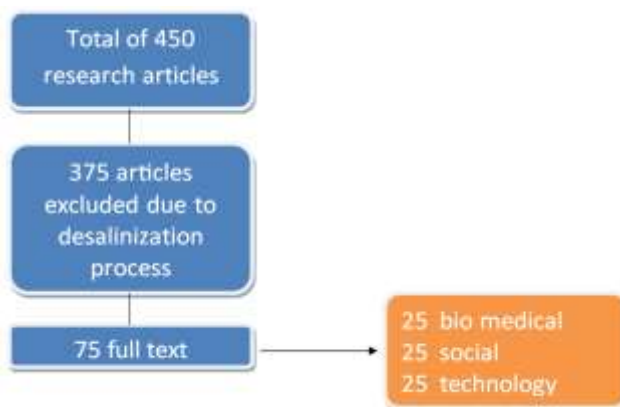 Total of 450
research articles
375 articles
excluded due to
desalinization
process
75 full text
25 bio medical
25 social
25 technology